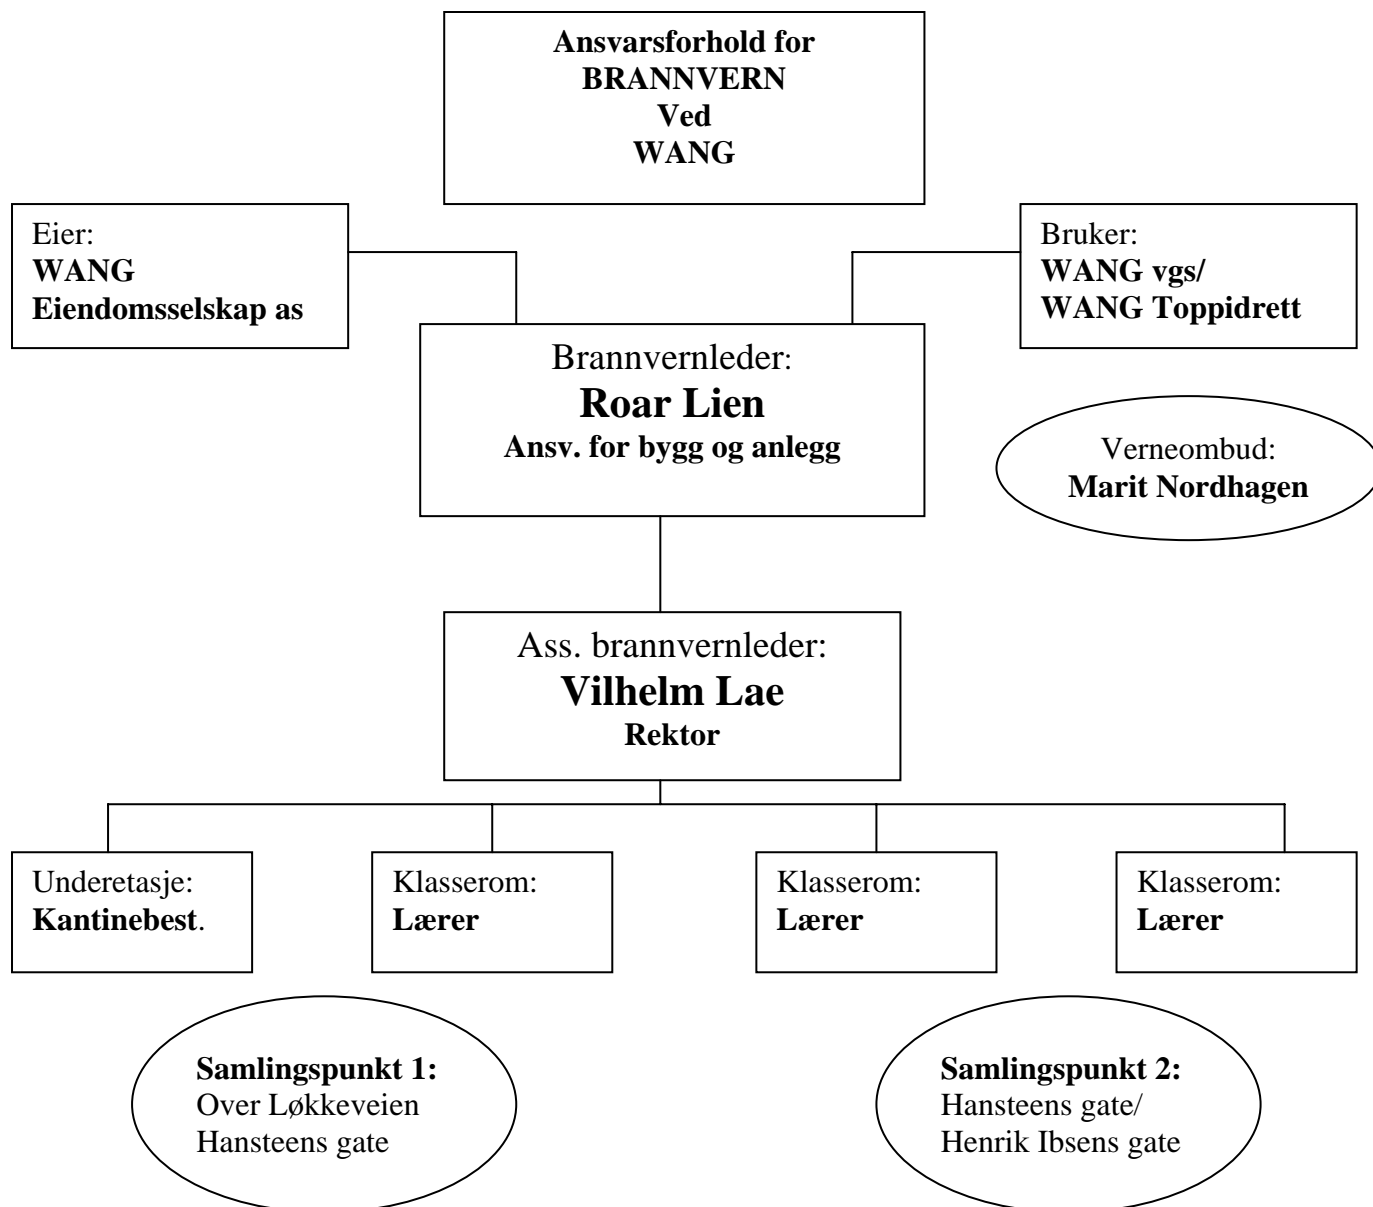 Ansvarsforhold for
BRANNVERN
Ved
WANG
Eier:
WANG
Eiendomsselskap as
Bruker:
WANG vgs/
WANG Toppidrett
Brannvernleder:
Roar Lien
Ansv. for bygg og anlegg
Verneombud:
Marit Nordhagen
Ass. brannvernleder:
Vilhelm Lae
Rektor
Underetasje:
Kantinebest.
Klasserom:
Lærer
Klasserom:
Lærer
Klasserom:
Lærer
Samlingspunkt 1:
Over Løkkeveien
Hansteens gate
Samlingspunkt 2:
Hansteens gate/
Henrik Ibsens gate